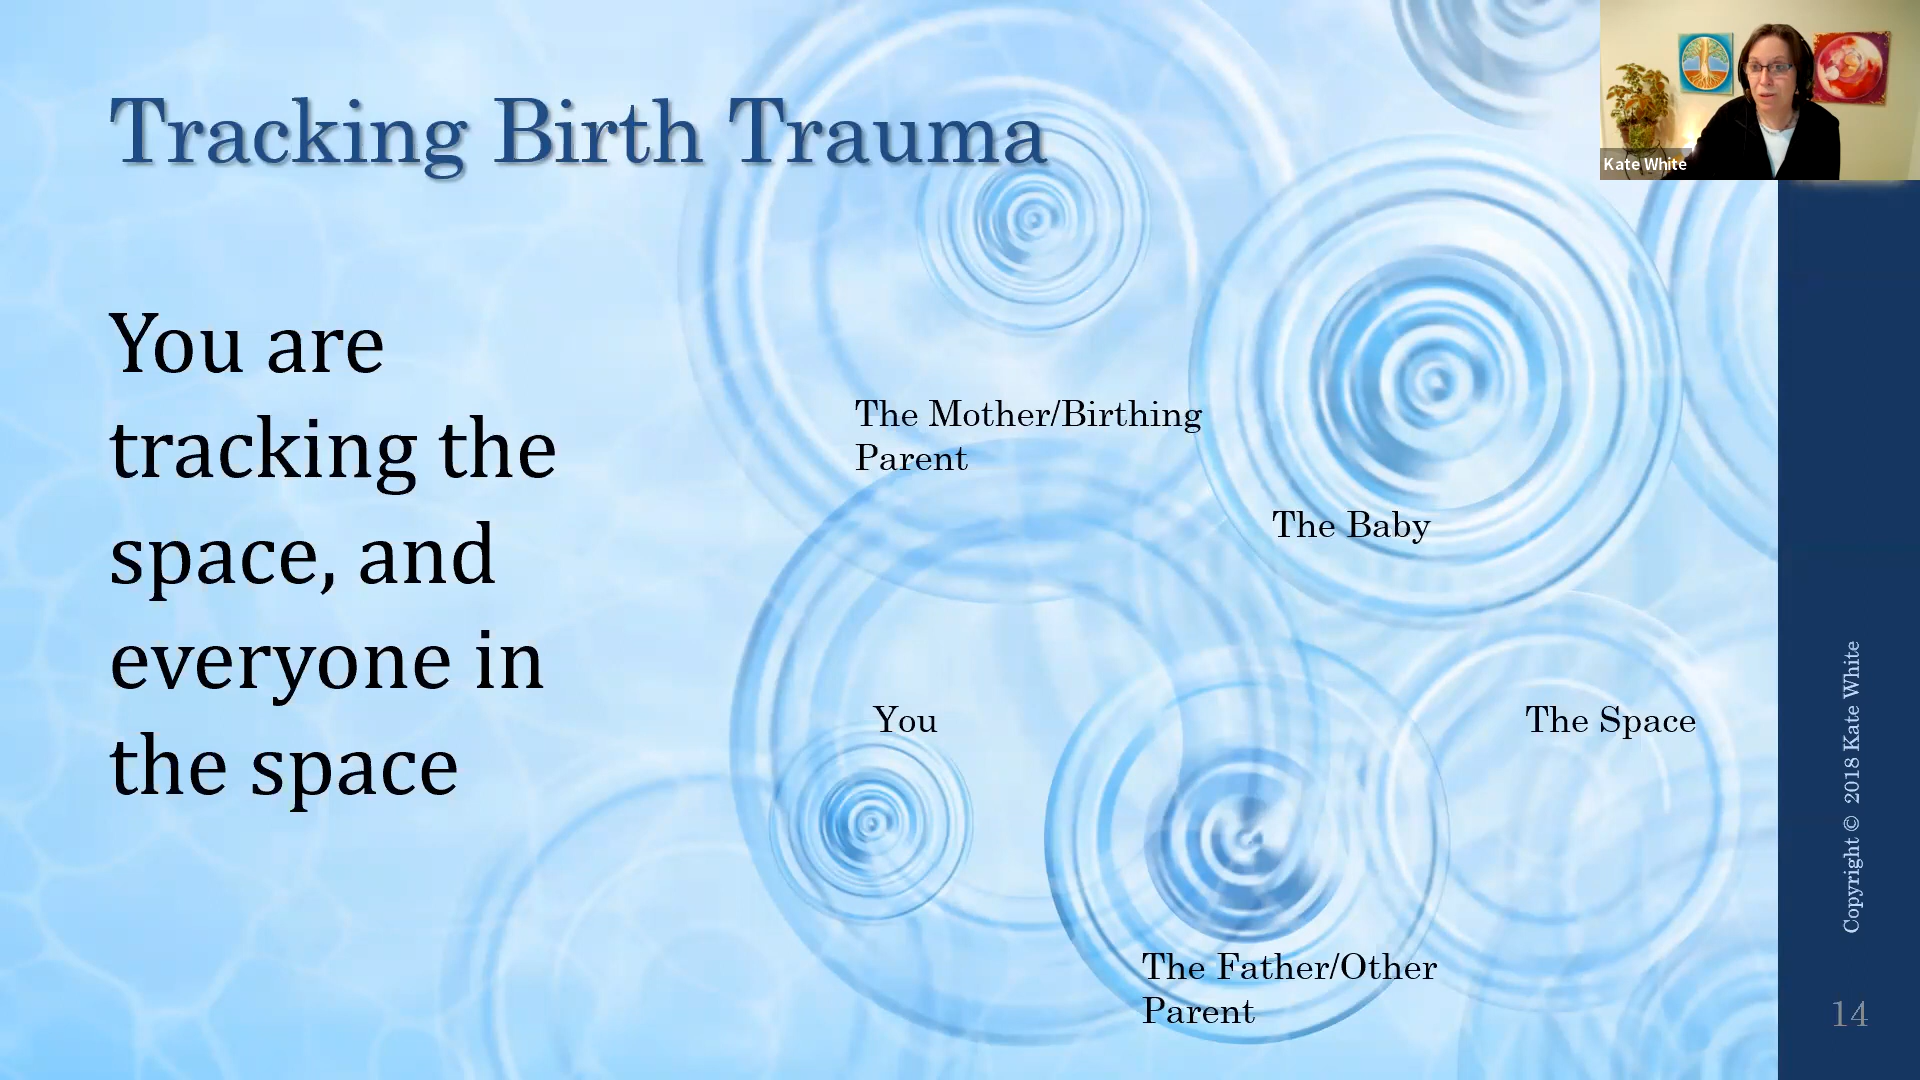 Tracking Birth Trauma
Kate White
You are
tracking the
space, and
everyone in
the space
The Mother/Birthing
Parent
The Baby
You
The Space
The Father/Other
Parent
Copyright © 2018 Kate White
14